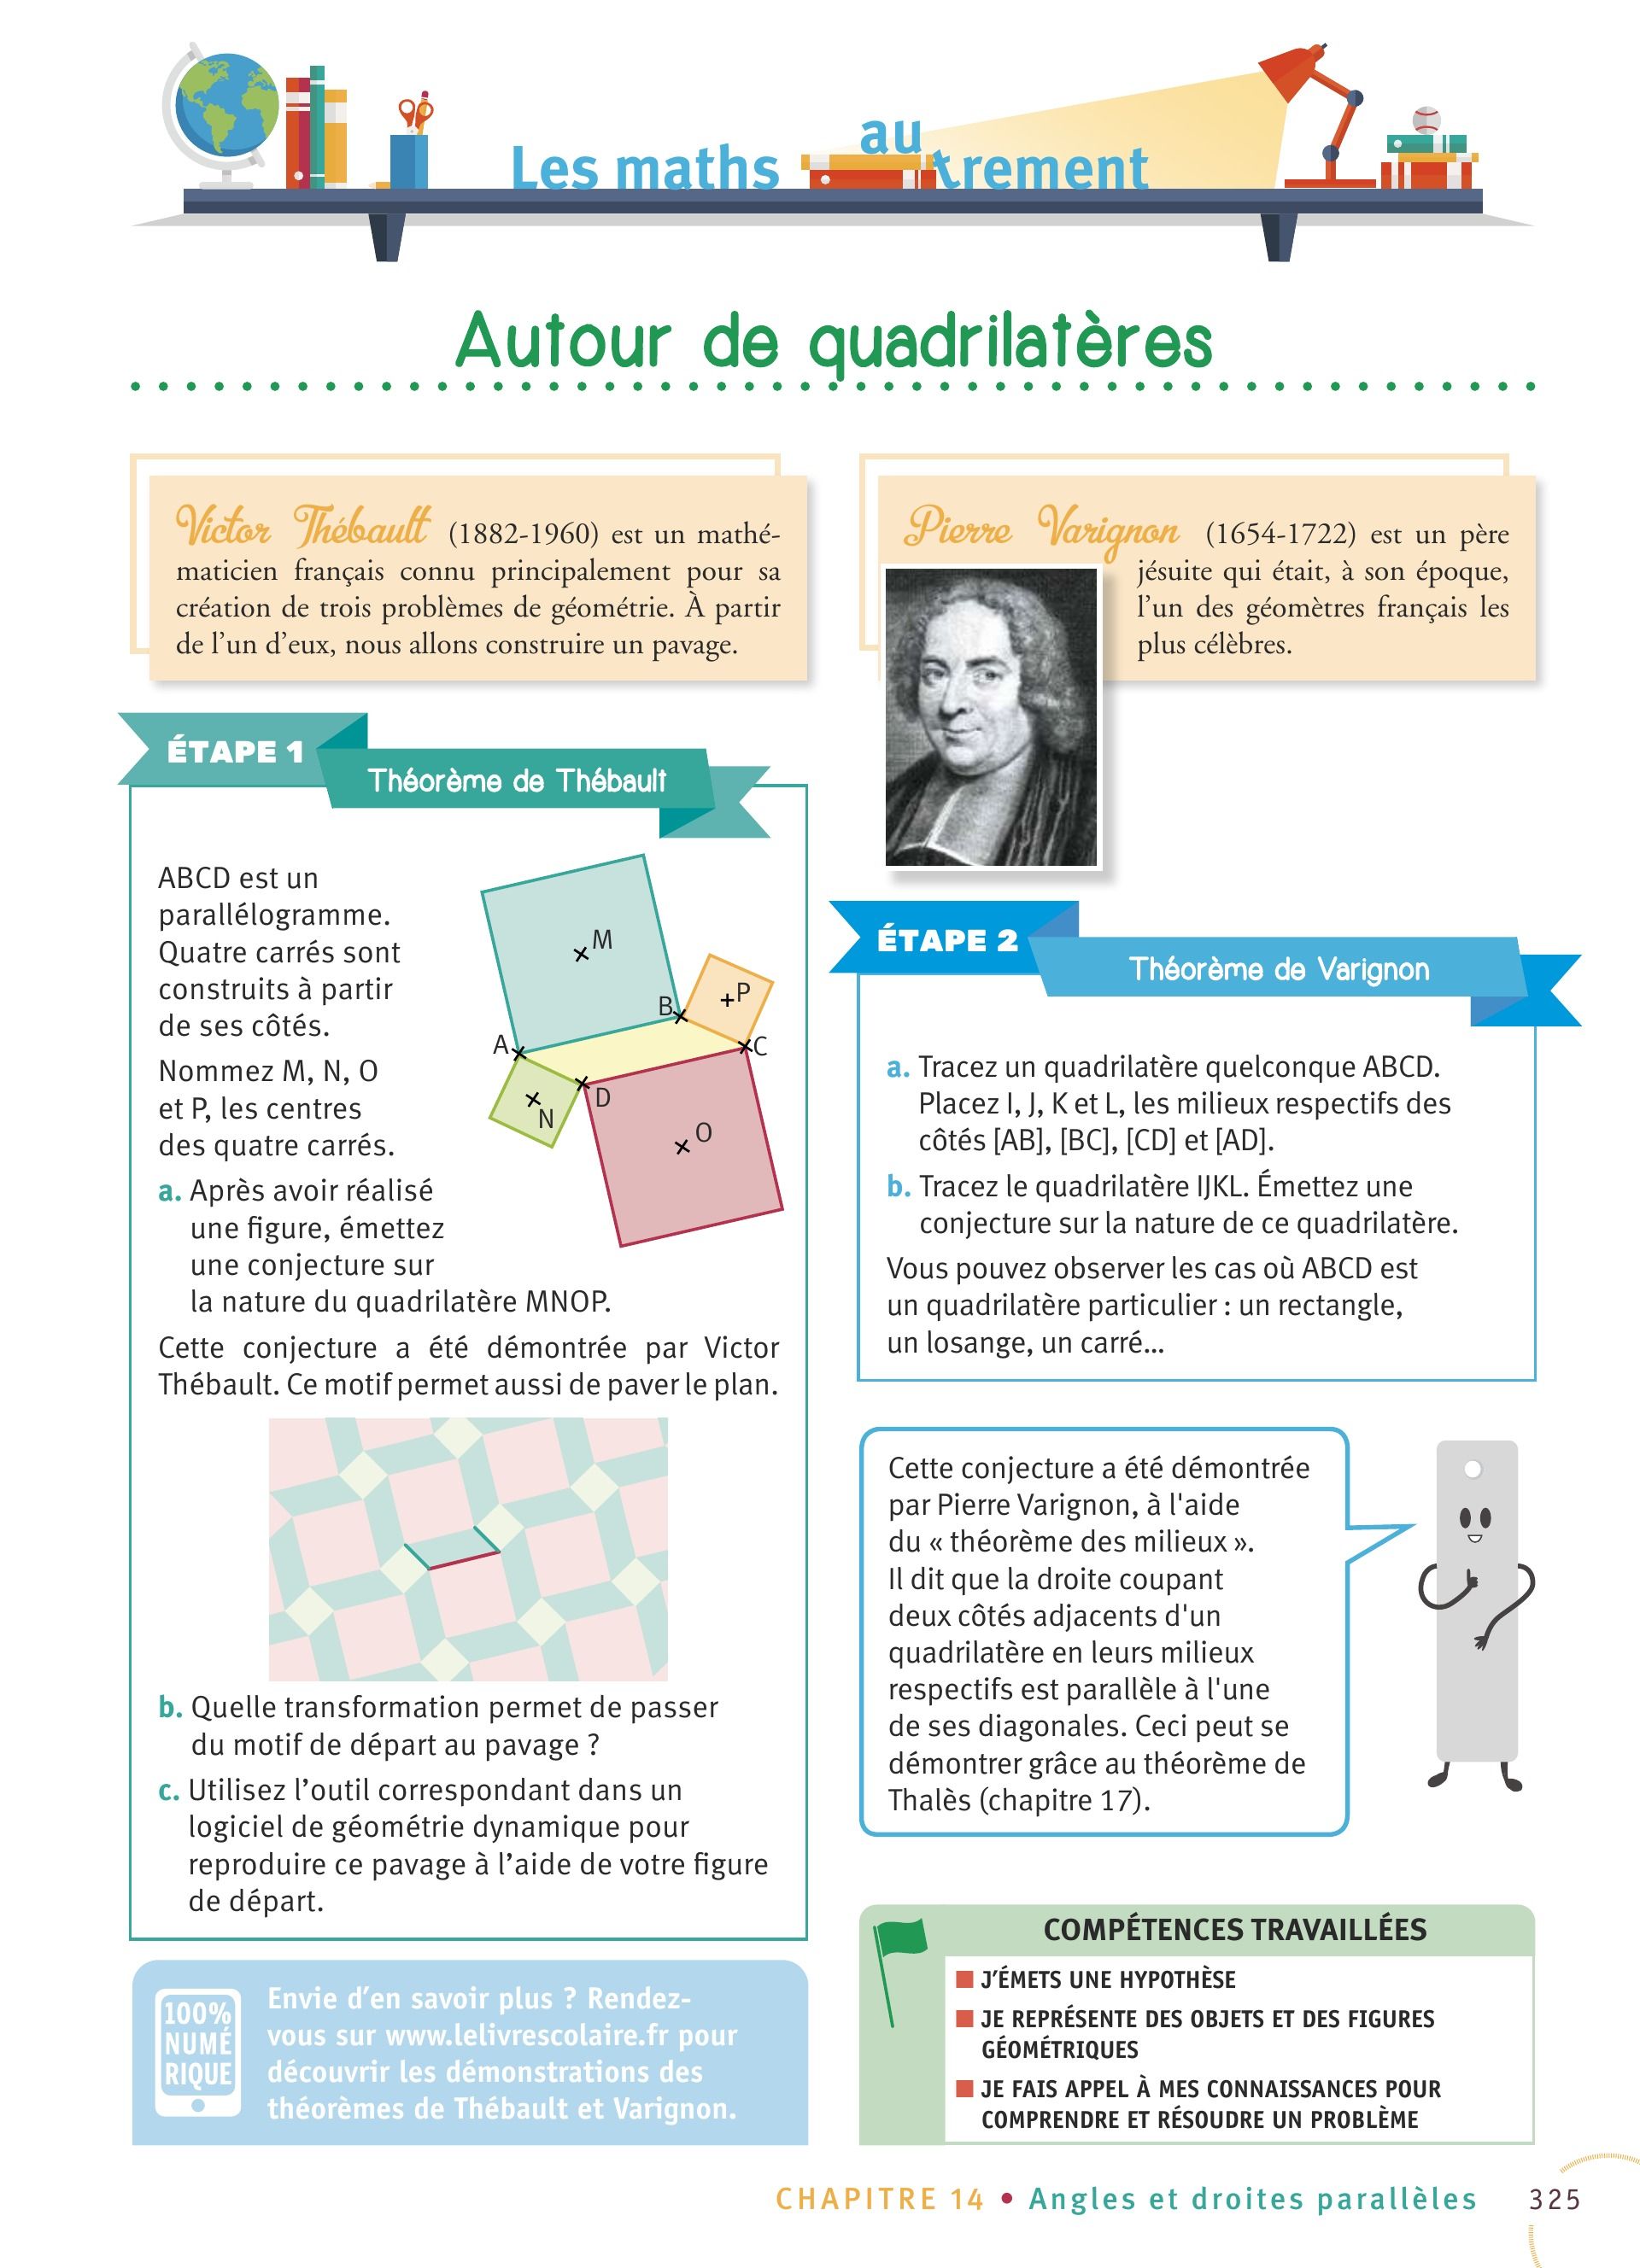 Les maths autrement
Autour de quadrilatères
Victor Thébault (1882-1960) est un mathé-
maticien français connu principalement pour sa
création de trois problèmes de géométrie. À partir
de l’un d’eux, nous allons construire un pavage.
ÉTAPE 1
Théorème de Thébault
ABCD est un
parallélogramme.
Quatre carrés sont
construits à partir
de ses côtés.
Nommez M, N, O
et P, les centres
des quatre carrés.
a. Après avoir réalisé
une figure, émettez
une conjecture sur
la nature du quadrilatère MNOP.
M
B
P
A
C
D
N
O
Cette conjecture a été démontrée par Victor
Thébault. Ce motif permet aussi de paver le plan.
b. Quelle transformation permet de passer
du motif de départ au pavage ?
c. Utilisez l’outil correspondant dans un
logiciel de géométrie dynamique pour
reproduire ce pavage à l’aide de votre figure
de départ.
100%
NUMÉ
RIQUE
Envie d’en savoir plus ? Rendez-
vous sur www.lelivrescolaire.fr pour
découvrir les démonstrations des
théorèmes de Thébault et Varignon.
Pierre Varignon (1654-1722) est un père
jésuite qui était, à son époque,
l’un des géomètres français les
plus célèbres.
ÉTAPE 2
Théorème de Varignon
a. Tracez un quadrilatère quelconque ABCD.
Placez I, J, K et L, les milieux respectifs des
côtés [AB], [BC], [CD] et [AD].
b. Tracez le quadrilatère IJKL. Émettez une
conjecture sur la nature de ce quadrilatère.
Vous pouvez observer les cas où ABCD est
un quadrilatère particulier : un rectangle,
un losange, un carré...
Cette conjecture a été démontrée
par Pierre Varignon, à l'aide
du « théorème des milieux ».
Il dit que la droite coupant
deux côtés adjacents d'un
quadrilatère en leurs milieux
respectifs est parallèle à l'une
de ses diagonales. Ceci peut se
démontrer grâce au théorème de
Thalès (chapitre 17).
COMPÉTENCES TRAVAILLÉES
J’ÉMETS UNE HYPOTHÈSE
JE REPRÉSENTE DES OBJETS ET DES FIGURES
GÉOMÉTRIQUES
JE FAIS APPEL À MES CONNAISSANCES POUR
COMPRENDRE ET RÉSOUDRE UN PROBLÈME
CHAPITRE 14 • Angles et droites parallèles 325